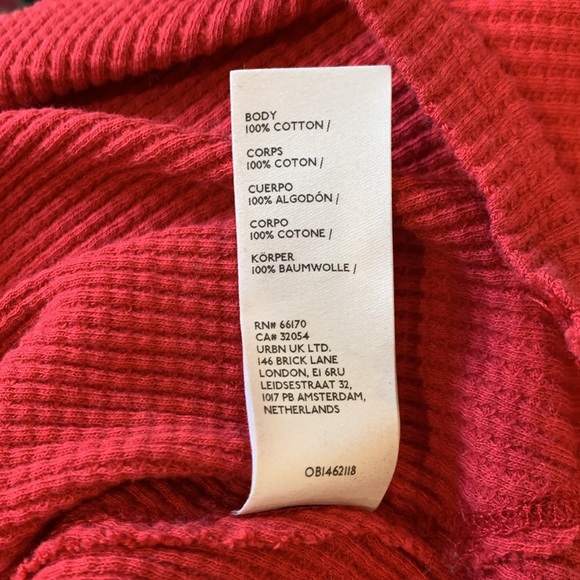 BODY
100% COTTON /
CORPS
100% COTON /
CUERPO
100% ALGODÓN /
CORPO
100% COTONE /
KÖRPER
100% BAUMWOLLE /
RN# 66170
CA# 32054
URBN UK LTD.
146 BRICK LANE
LONDON, E1 6RU
LEIDSESTRAAT 32,
1017 PB AMSTERDAM,
NETHERLANDS
OB1462118